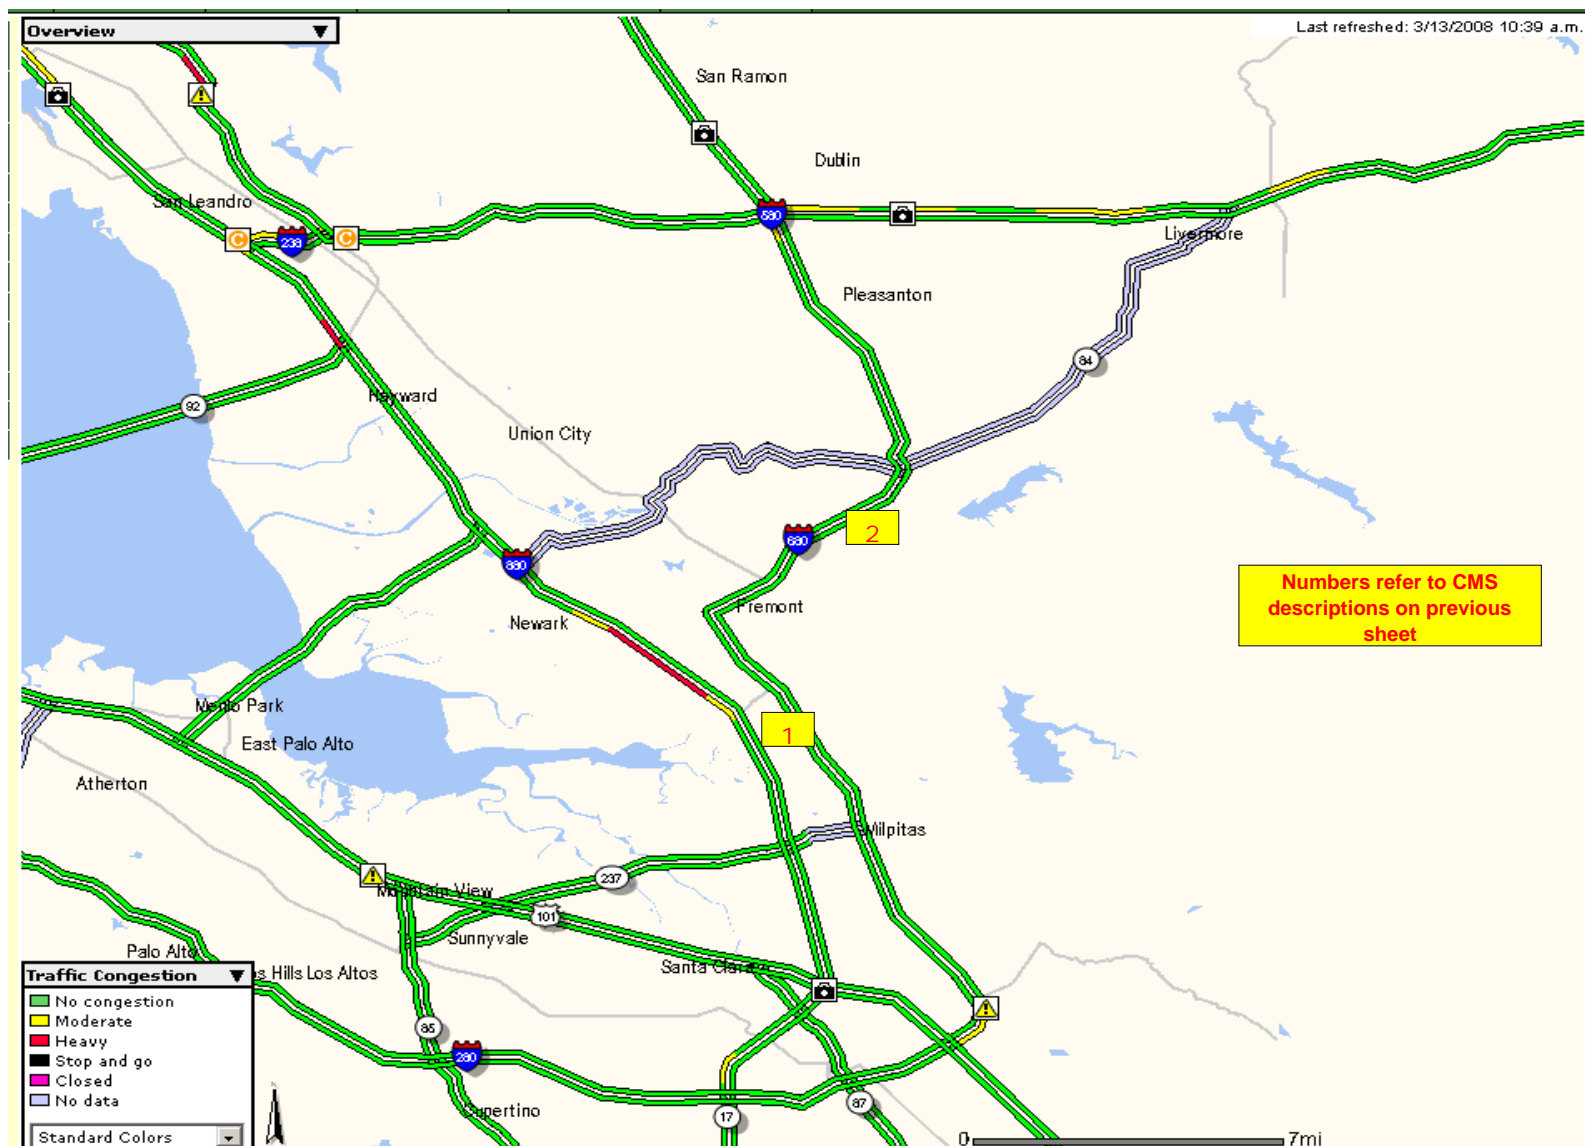 Overview
Last refreshed: 3/13/2008 10:39 a.m.
San Ramon
Dublin
San Leandro
580
238
Livermore
Pleasanton
84
Hayward
92
Union City
2
680
880
Numbers refer to CMS
descriptions on previous
sheet
Fremont
Newark
Menlo Park
1
East Palo Alto
Atherton
Milpitas
237
Mountain View
101
Sunnyvale
Palo Alto
s Hills Los Altos
Santa Clara
Traffic Congestion
No congestion
Moderate
Heavy
Stop and go
Closed
No data
Standard Colors
85
280
Cupertino
17
87
0
7mi